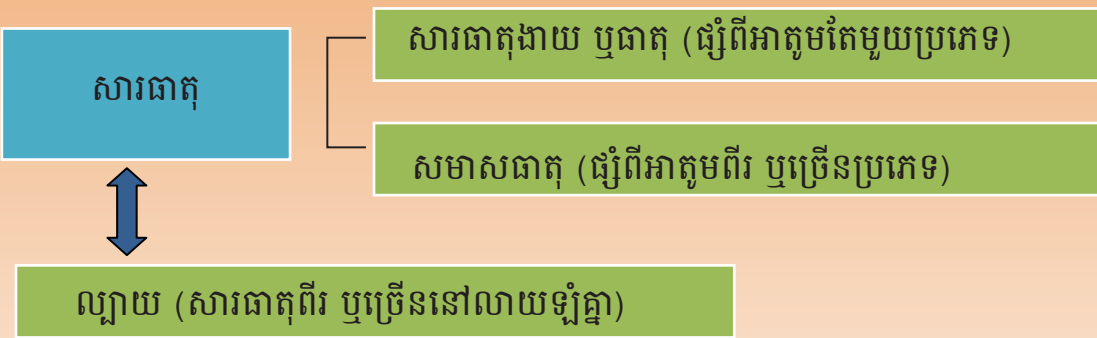 សារធាតុងាយ ឬធាតុ (ផ្សំពីអាតូមតែមួយប្រភេទ)
សារធាតុ
សមាសធាតុ (ផ្សំពីអាតូមពីរ ឬច្រើនប្រភេទ)
ល្បាយ (សារធាតុពីរ ឬច្រើននៅលាយឡំគ្នា)